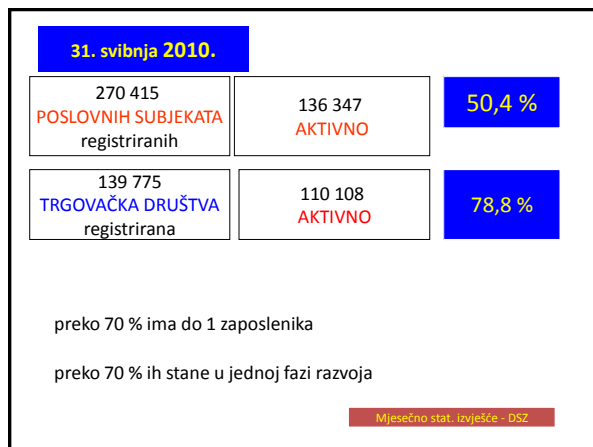 31. svibnja 2010.
270 415
POSLOVNIH SUBJEKATA
registriranih
136 347
AKTIVNO
50,4 %
139 775
TRGOVAČKA DRUŠTVA
registrirana
110 108
AKTIVNO
78,8 %
preko 70 % ima do 1 zaposlenika
preko 70 % ih stane u jednoj fazi razvoja
Mjesečno stat. izvješće - DSZ